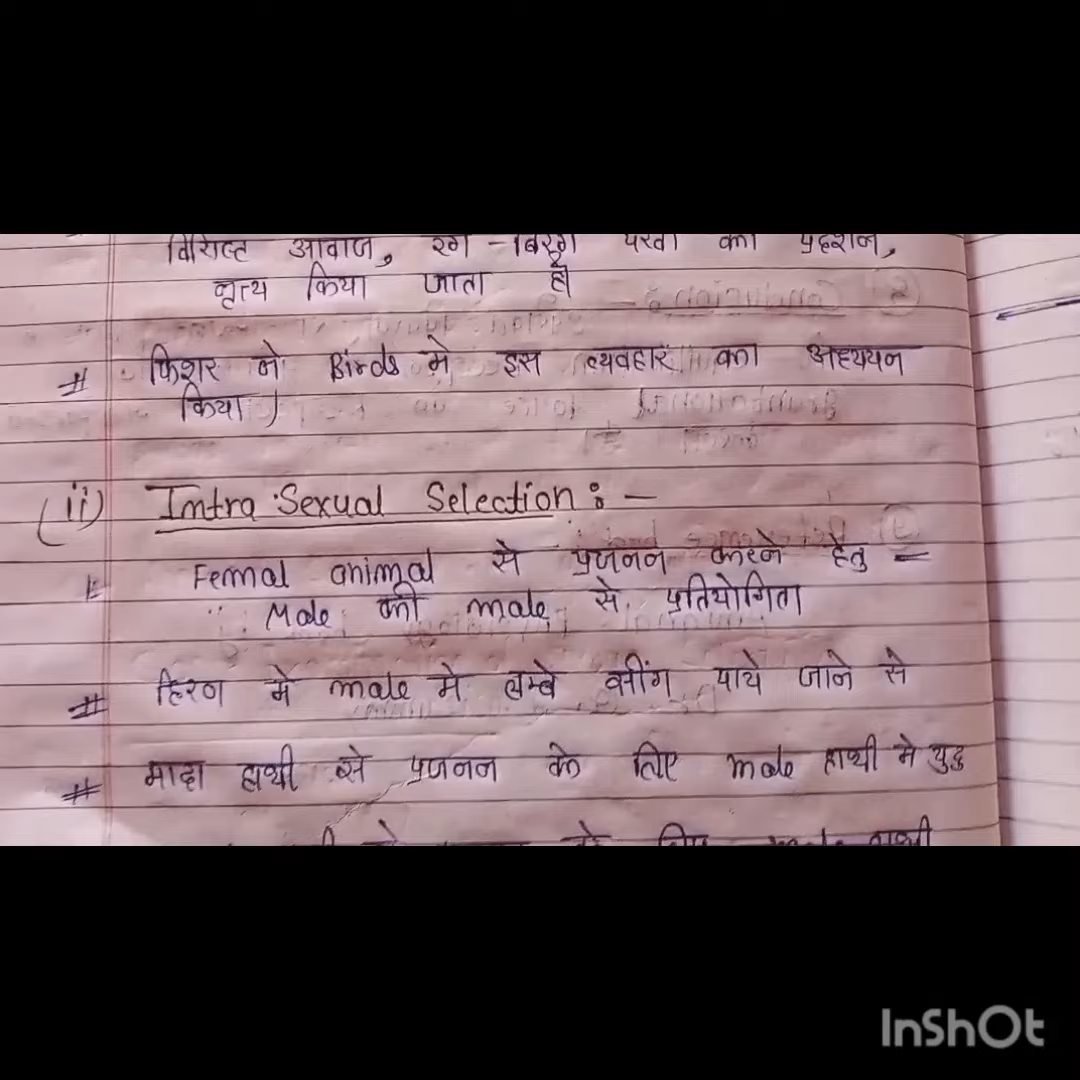 विशिष्ट आवाज, रंग-बिरंगे परतो का प्रदर्शन,
नृत्य किया जाता है
# फिशर ने Birds मे इस व्यवहार का अध्ययन
किया)
(ii) Intra Sexual Selection : -
Femal animal से प्रजनन करने हेतु -
Male की male से प्रतियोगिता
# हिरण मे male मे लम्बे सींग पाये जाने से
# मादा हाथी से प्रजनन के लिए male हाथी मे युद्ध
InShOt